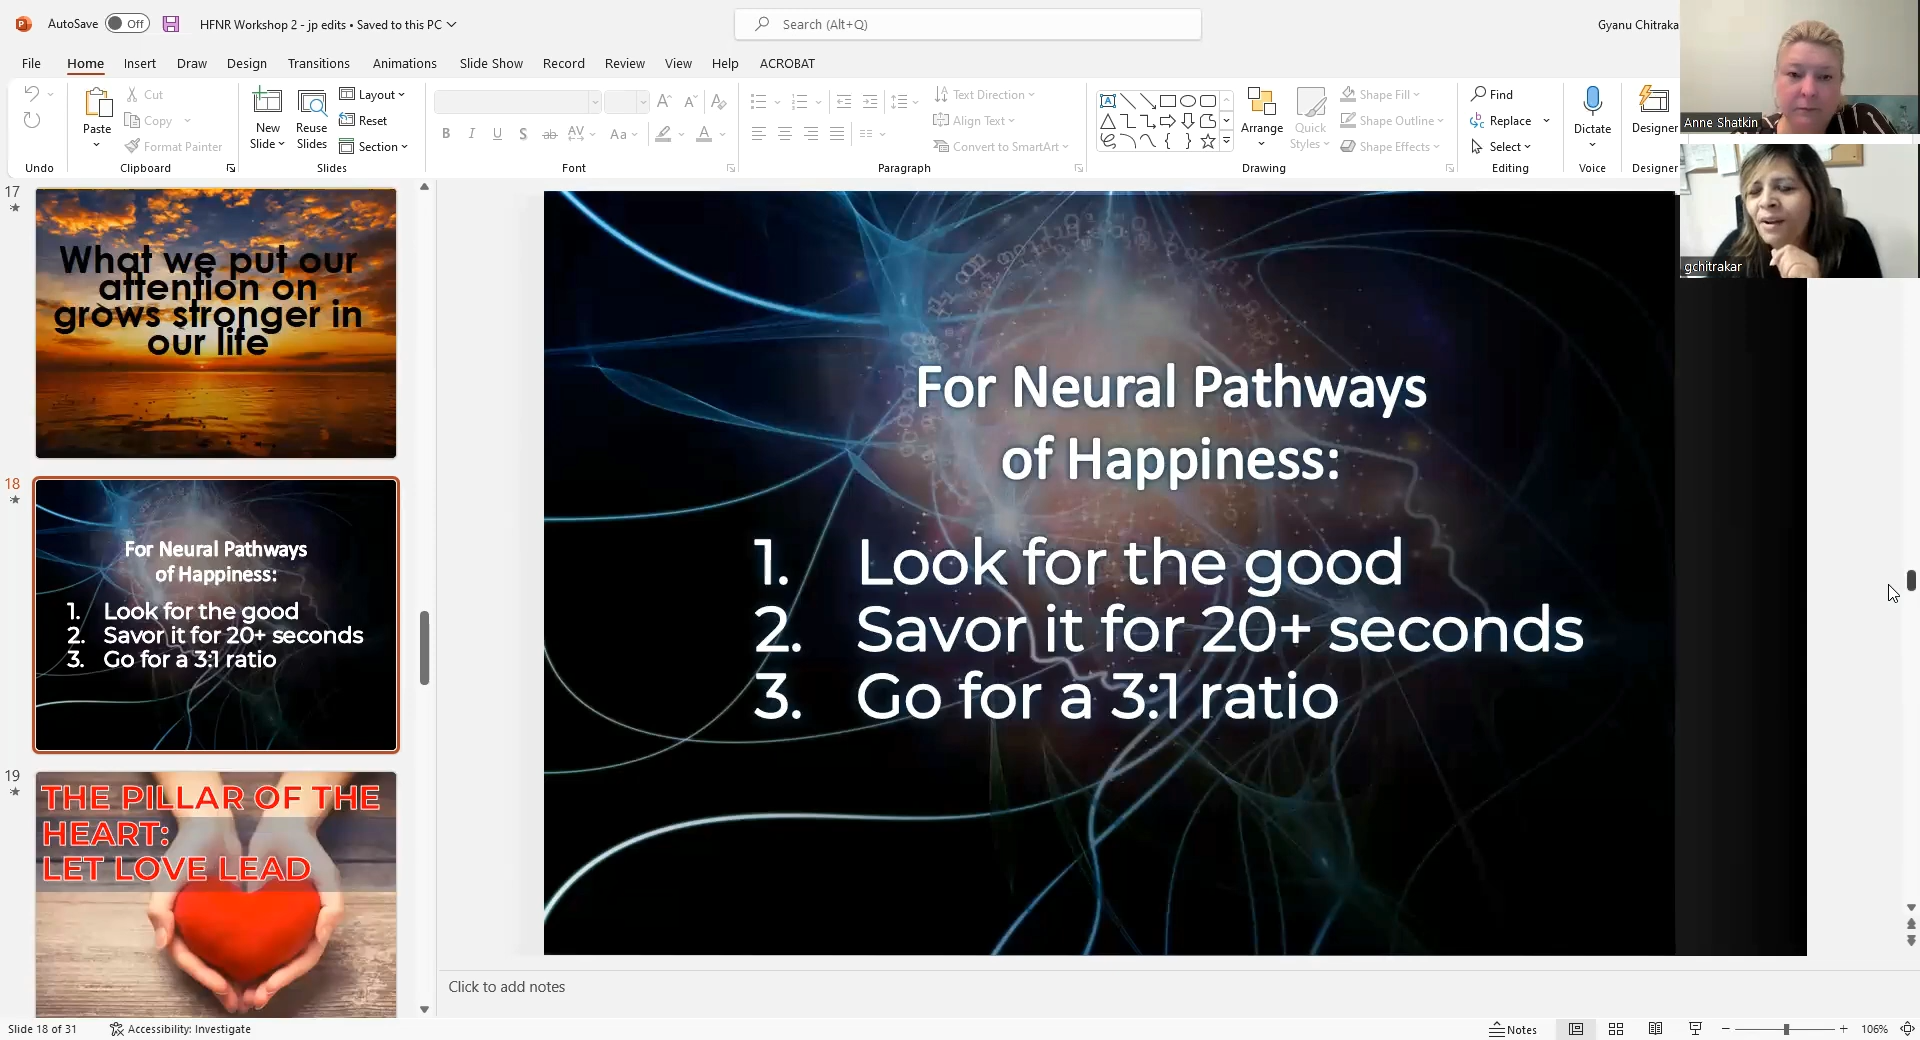 AutoSave Off HFNR Workshop 2 - jp edits • Saved to this PC Search (Alt+Q) Gyanu Chitraka
File Home Insert Draw Design Transitions Animations Slide Show Record Review View Help ACROBAT
Paste
Cut
Copy
Format Painter
New
Slide
Reuse
Slides
Layout
Reset
Section
B I U S ab AV Aa A
Text Direction
Align Text
Convert to SmartArt
Arrange
Quick
Styles
Shape Fill
Shape Outline
Shape Effects
Find
Replace
Select
Dictate
Designer
Undo Clipboard Slides Font Paragraph Drawing Editing Voice Designer
Anne Shatkin
gchitrakar
17
What we put our
attention on
grows stronger in
our life
18
For Neural Pathways
of Happiness:
1. Look for the good
2. Savor it for 20+ seconds
3. Go for a 3:1 ratio
19
THE PILLAR OF THE
HEART:
LET LOVE LEAD
For Neural Pathways
of Happiness:
1. Look for the good
2. Savor it for 20+ seconds
3. Go for a 3:1 ratio
Click to add notes
Slide 18 of 31 Accessibility: Investigate Notes 106%